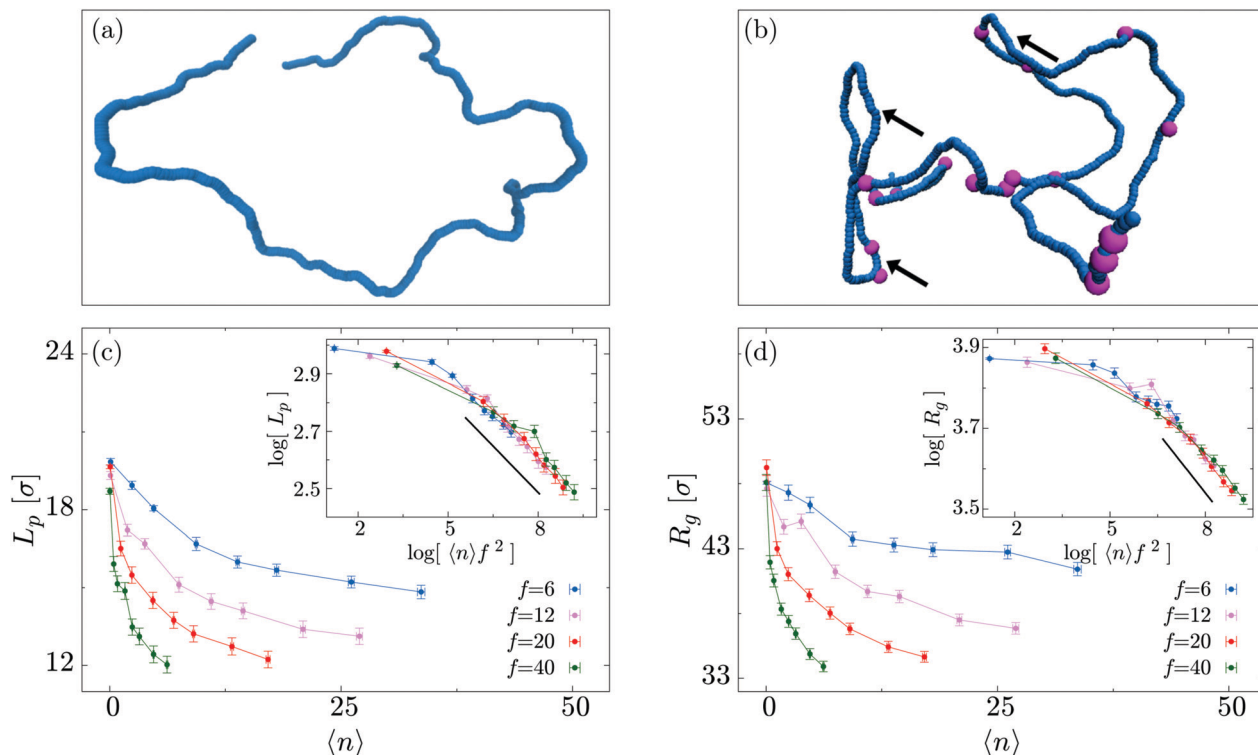 (a)
(b)
(c)
24
18
12
L_p [σ]
0
25
50
⟨n⟩
2.9
2.7
2.5
log[ L_p ]
2
5
8
log[ ⟨n⟩f² ]
f=6
f=12
f=20
f=40
(d)
53
43
33
R_g [σ]
0
25
50
⟨n⟩
3.9
3.7
3.5
log[ R_g ]
2
4
6
8
log[ ⟨n⟩f² ]
f=6
f=12
f=20
f=40